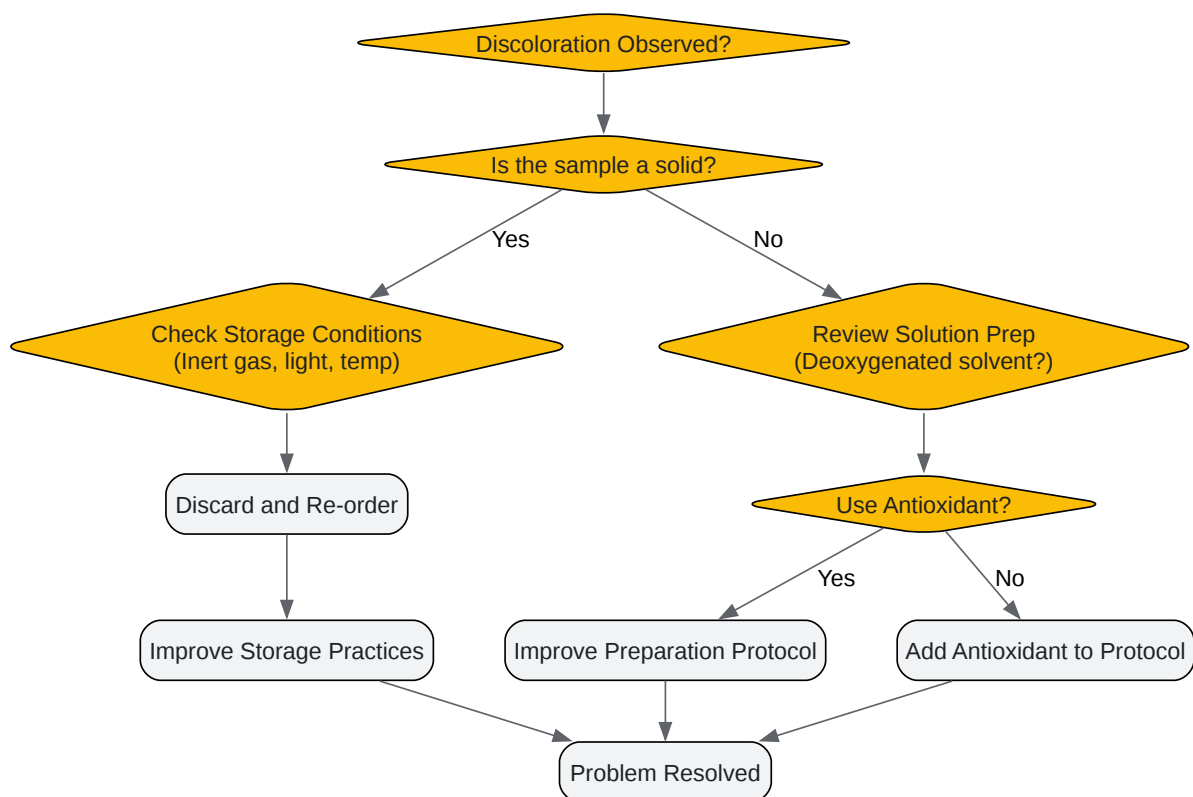 Discoloration Observed?
Is the sample a solid?
Yes
No
Check Storage Conditions
(Inert gas, light, temp)
Review Solution Prep
(Deoxygenated solvent?)
Discard and Re-order
Use Antioxidant?
Yes
No
Improve Storage Practices
Improve Preparation Protocol
Add Antioxidant to Protocol
Problem Resolved